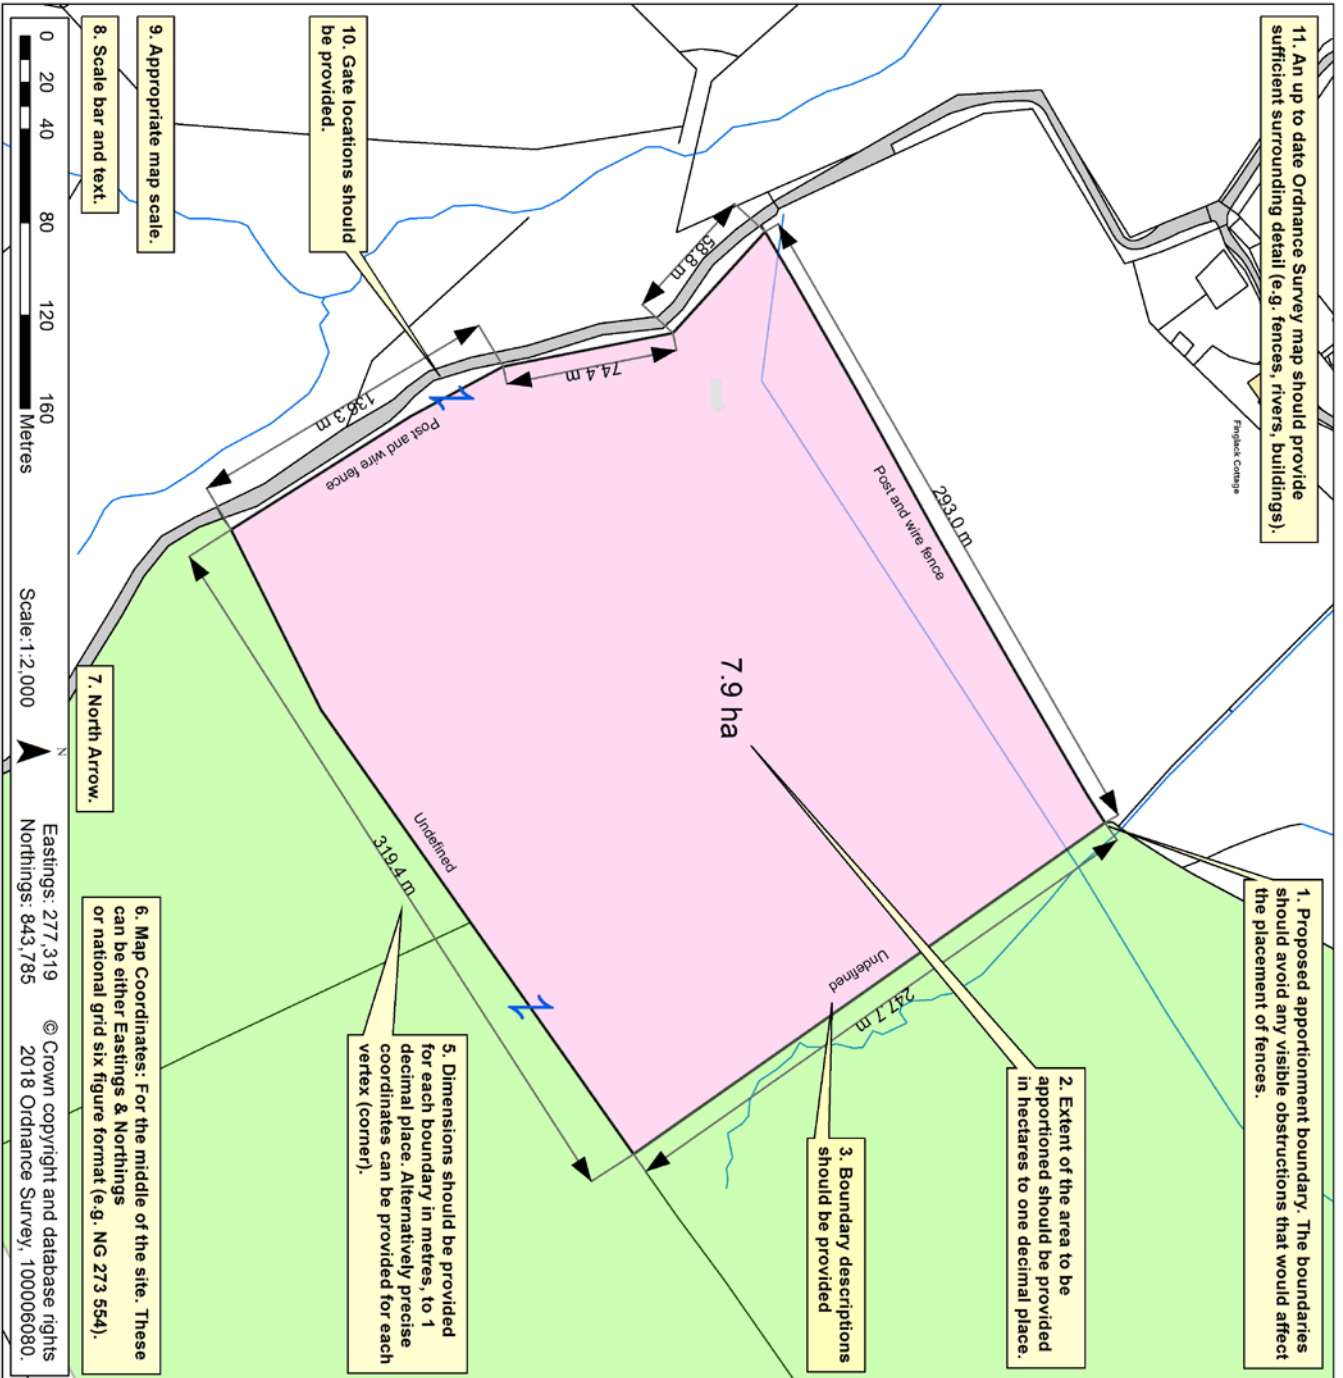 11. An up to date Ordnance Survey map should provide
sufficient surrounding detail (e.g. fences, rivers, buildings).
Finglack Cottage
1. Proposed apportionment boundary. The boundaries
should avoid any visible obstructions that would affect
the placement of fences.
293.0 m
Post and wire fence
2. Extent of the area to be
apportioned should be provided
in hectares to one decimal place.
7.9 ha
Undefined
247.7 m
3. Boundary descriptions
should be provided
58.8 m
74.4 m
10. Gate locations should
be provided.
136.3 m
Post and wire fence
Undefined
319.4 m
5. Dimensions should be provided
for each boundary in metres, to 1
decimal place. Alternatively precise
coordinates can be provided for each
vertex (corner).
9. Appropriate map scale.
8. Scale bar and text.
7. North Arrow.
6. Map Coordinates: For the middle of the site. These
can be either Eastings & Northings
or national grid six figure format (e.g. NG 273 554).
0 20 40 80 120 160
Metres
Scale:1:2,000
N
Eastings: 277,319
Northings: 843,785
© Crown copyright and database rights
2018 Ordnance Survey, 100006080.